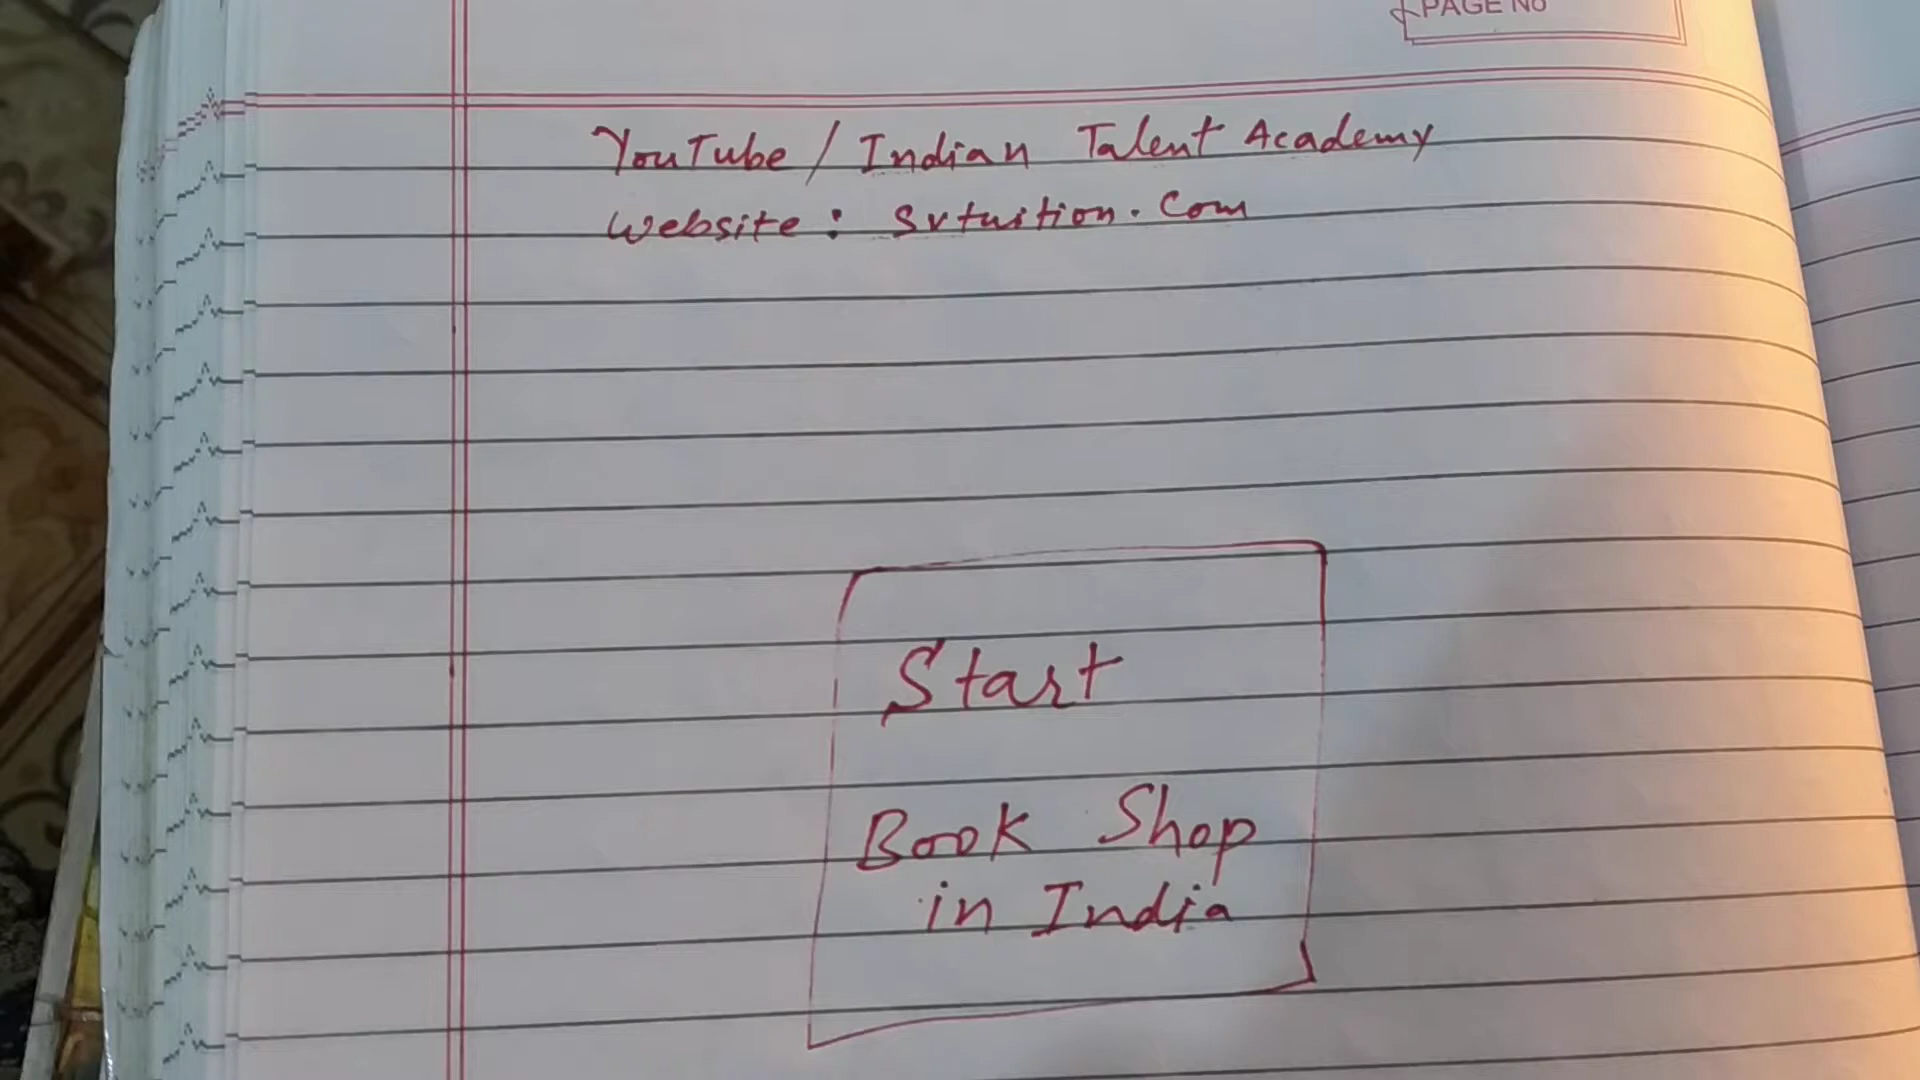 PAGE No
YouTube / Indian Talent Academy
Website : Svtuition . Com
Start
Book Shop
in India